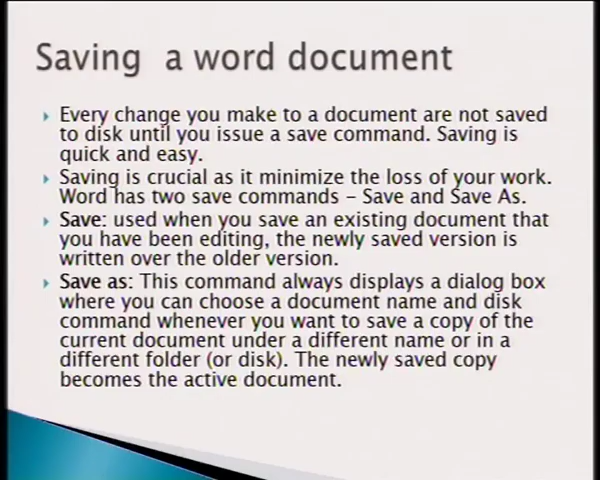 Saving a word document
Every change you make to a document are not saved
to disk until you issue a save command. Saving is
quick and easy.
Saving is crucial as it minimize the loss of your work.
Word has two save commands – Save and Save As.
Save: used when you save an existing document that
you have been editing, the newly saved version is
written over the older version.
Save as: This command always displays a dialog box
where you can choose a document name and disk
command whenever you want to save a copy of the
current document under a different name or in a
different folder (or disk). The newly saved copy
becomes the active document.